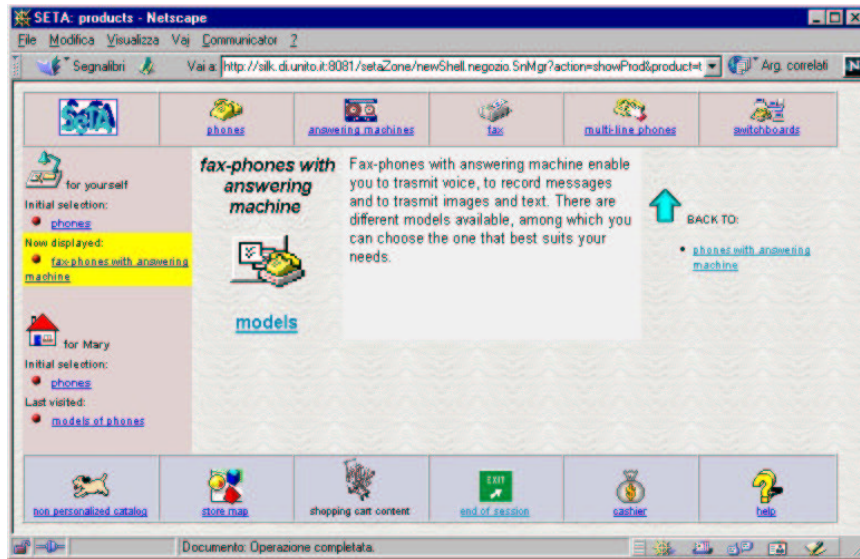 SETA: products - Netscape
File Modifica Visualizza Vai Communicator ?
Segnalibri Vai a: http://silk.di.unito.it:8081/setaZone/newShell.negozio.SnMgr?action=showProd&product=t Arg. correlati N
SeTA phones answering machines fax multi-line phones switchboards
for yourself
Initial selection:
phones
Now displayed:
fax-phones with answering
machine
for Mary
Initial selection:
phones
Last visited:
models of phones
fax-phones with
answering
machine
models
Fax-phones with answering machine enable
you to trasmit voice, to record messages
and to trasmit images and text. There are
different models available, among which you
can choose the one that best suits your
needs.
BACK TO:
phones with answering
machine
non personalized catalog store map shopping cart content EXIT end of session cashier help
Documento: Operazione completata.